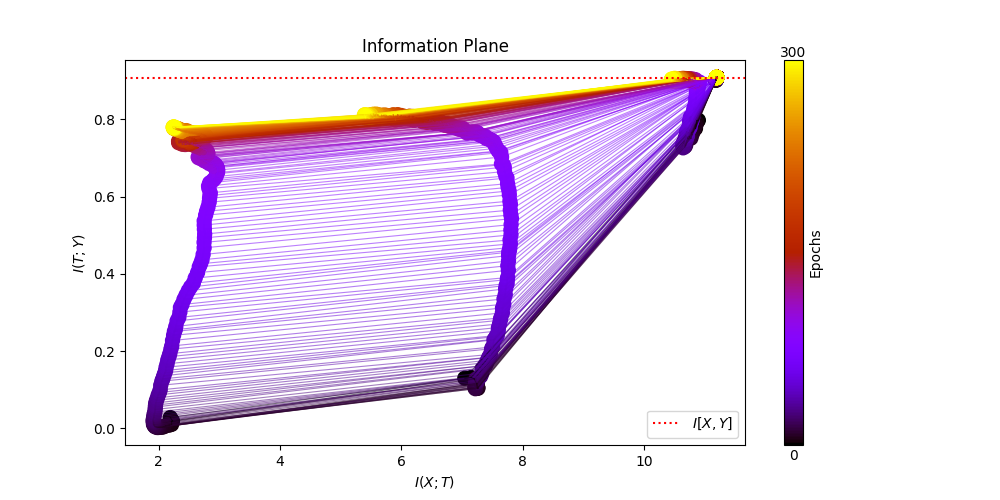 Information Plane
300
0.8
0.6
0.4
0.2
0.0
I(T; Y)
2
4
6
8
10
I(X; T)
I[X, Y]
Epochs
0